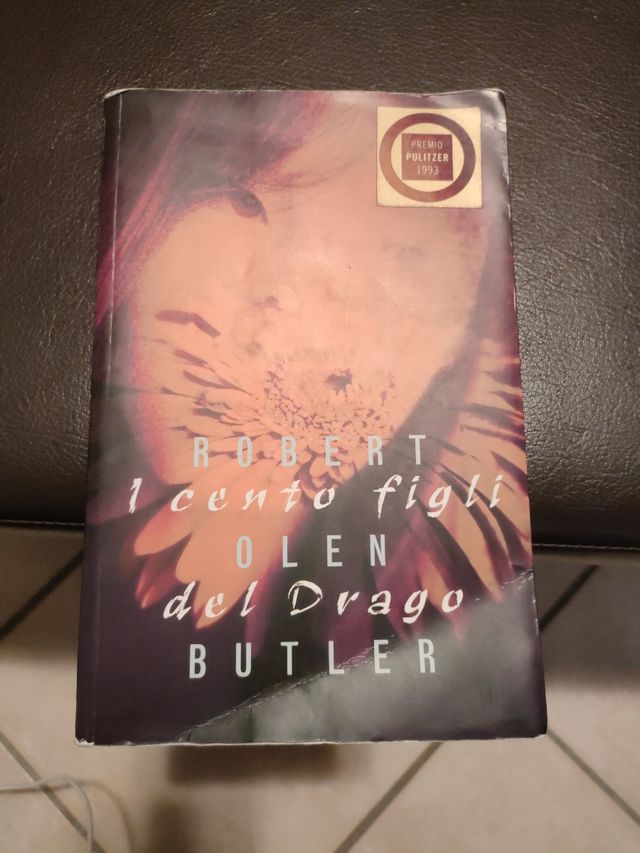 PREMIO
PULITZER
1993
ROBERT
I cento figli
OLEN
del Drago
BUTLER